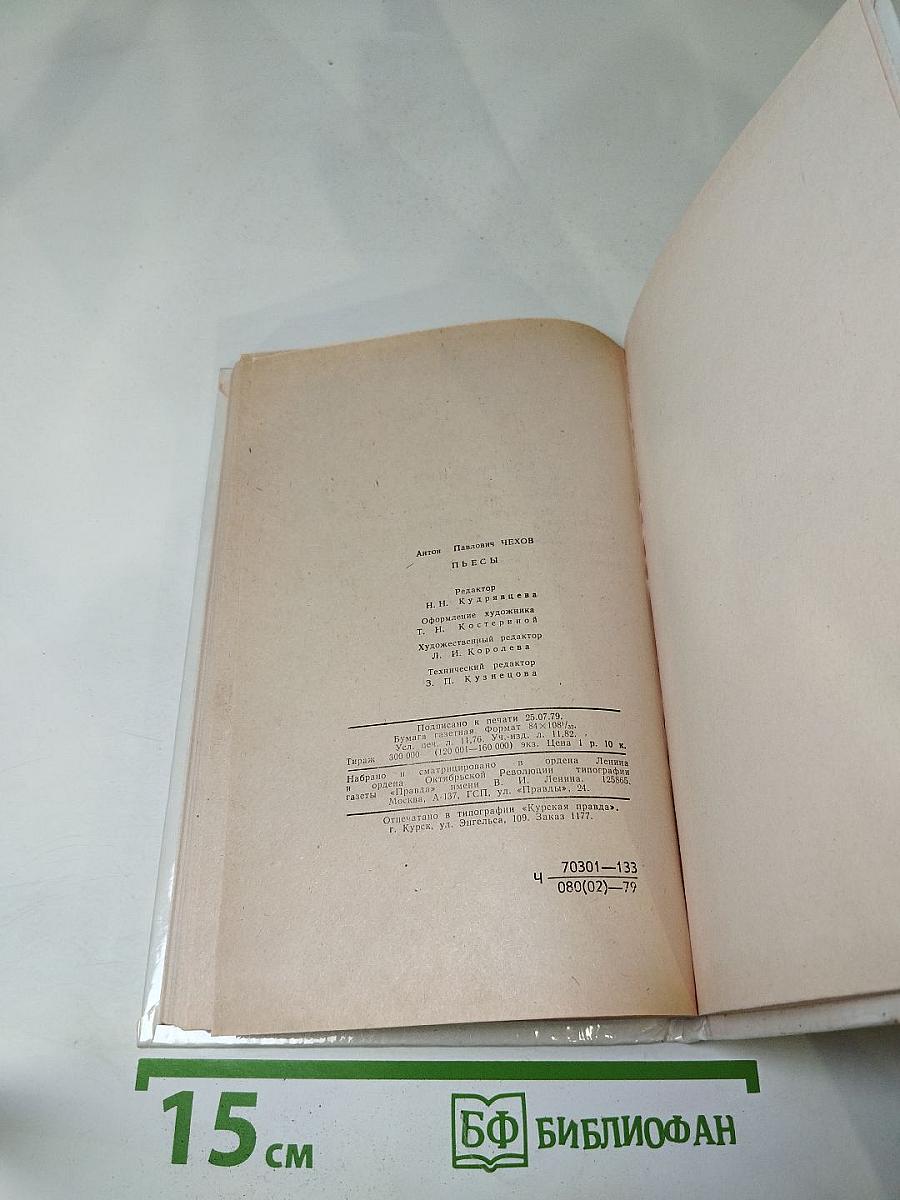 Антон Павлович ЧЕХОВ
ПЬЕСЫ
Редактор
Н. Н. Кудрявцева
Оформление художника
Т. Н. Костериной
Художественный редактор
Л. И. Королева
Технический редактор
З. П. Кузнецова
Подписано к печати 25.07.79.
Бумага газетная. Формат 84×108¹/₃₂.
Усл. печ. л. 11,76. Уч.-изд. л. 11,82.
Тираж 300 000 (120 001—160 000) экз. Цена 1 р. 10 к.
Набрано и сматрицировано в ордена Ленина
и ордена Октябрьской Революции типографии
газеты «Правда» имени В. И. Ленина. 125865,
Москва, А-137, ГСП, ул. «Правды», 24.
Отпечатано в типографии «Курская правда».
г. Курск, ул. Энгельса, 109. Заказ 1177.
Ч 70301—133
080(02)—79
15 см
БФ БИБЛИОФАН